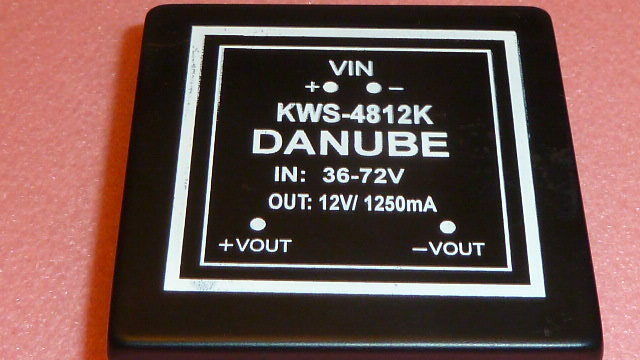 VIN
+ −
KWS-4812K
DANUBE
IN: 36-72V
OUT: 12V/ 1250mA
+VOUT −VOUT